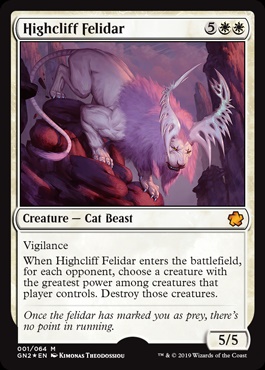 Highcliff Felidar 5
Creature — Cat Beast
Vigilance
When Highcliff Felidar enters the battlefield,
for each opponent, choose a creature with
the greatest power among creatures that
player controls. Destroy those creatures.
Once the felidar has marked you as prey, there's
no point in running.
5/5
001/064 M
GN2 EN KIMONAS THEODOSSIOU
™ & © 2019 Wizards of the Coast